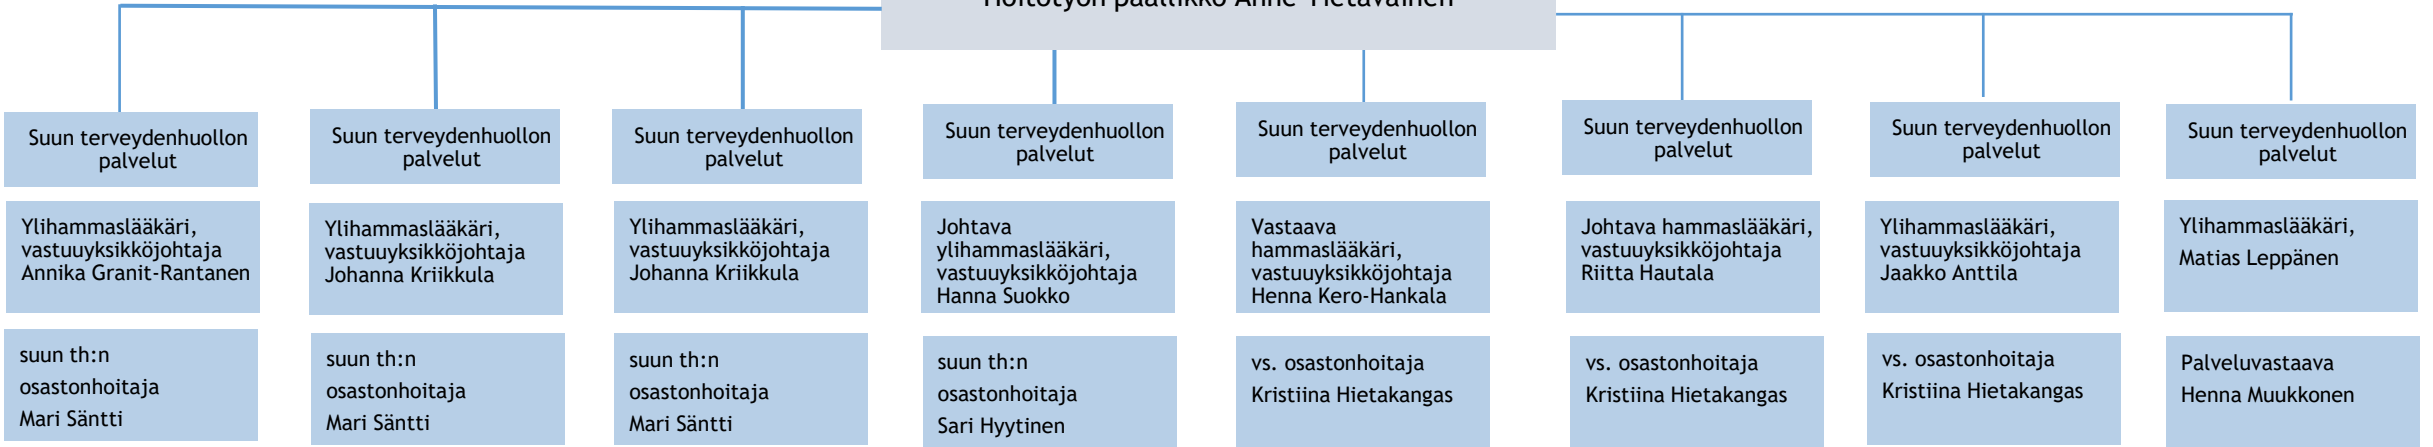 Hoitotyön päällikkö Anne Hietaväinen
Suun terveydenhuollon
palvelut
Ylihammaslääkäri,
vastuuyksikköjohtaja
Annika Granit-Rantanen
suun th:n
osastonhoitaja
Mari Säntti
Suun terveydenhuollon
palvelut
Ylihammaslääkäri,
vastuuyksikköjohtaja
Johanna Kriikkula
suun th:n
osastonhoitaja
Mari Säntti
Suun terveydenhuollon
palvelut
Ylihammaslääkäri,
vastuuyksikköjohtaja
Johanna Kriikkula
suun th:n
osastonhoitaja
Mari Säntti
Suun terveydenhuollon
palvelut
Johtava
ylihammaslääkäri,
vastuuyksikköjohtaja
Hanna Suokko
suun th:n
osastonhoitaja
Sari Hyytinen
Suun terveydenhuollon
palvelut
Vastaava
hammaslääkäri,
vastuuyksikköjohtaja
Henna Kero-Hankala
vs. osastonhoitaja
Kristiina Hietakangas
Suun terveydenhuollon
palvelut
Johtava hammaslääkäri,
vastuuyksikköjohtaja
Riitta Hautala
vs. osastonhoitaja
Kristiina Hietakangas
Suun terveydenhuollon
palvelut
Ylihammaslääkäri,
vastuuyksikköjohtaja
Jaakko Anttila
vs. osastonhoitaja
Kristiina Hietakangas
Suun terveydenhuollon
palvelut
Ylihammaslääkäri,
Matias Leppänen
Palveluvastaava
Henna Muukkonen